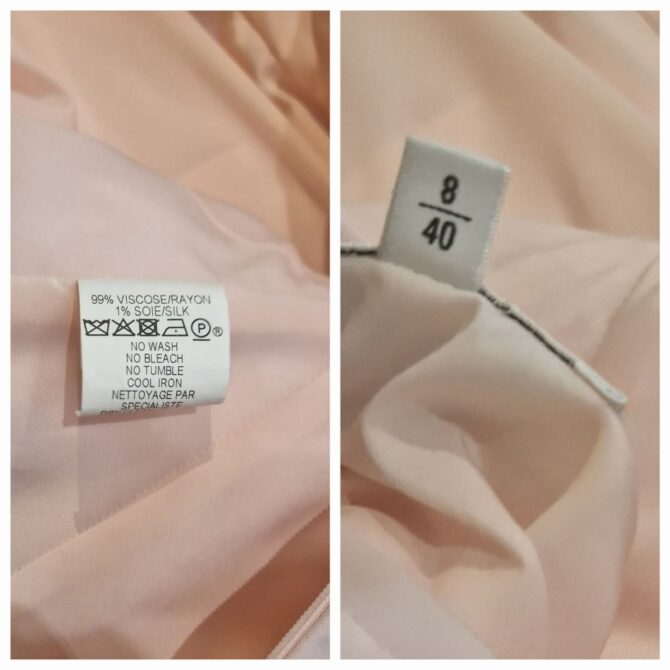 99% VISCOSE/RAYON
1% SOIE/SILK
P ®
NO WASH
NO BLEACH
NO TUMBLE
COOL IRON
NETTOYAGE PAR
SPECIALISTE
8
40